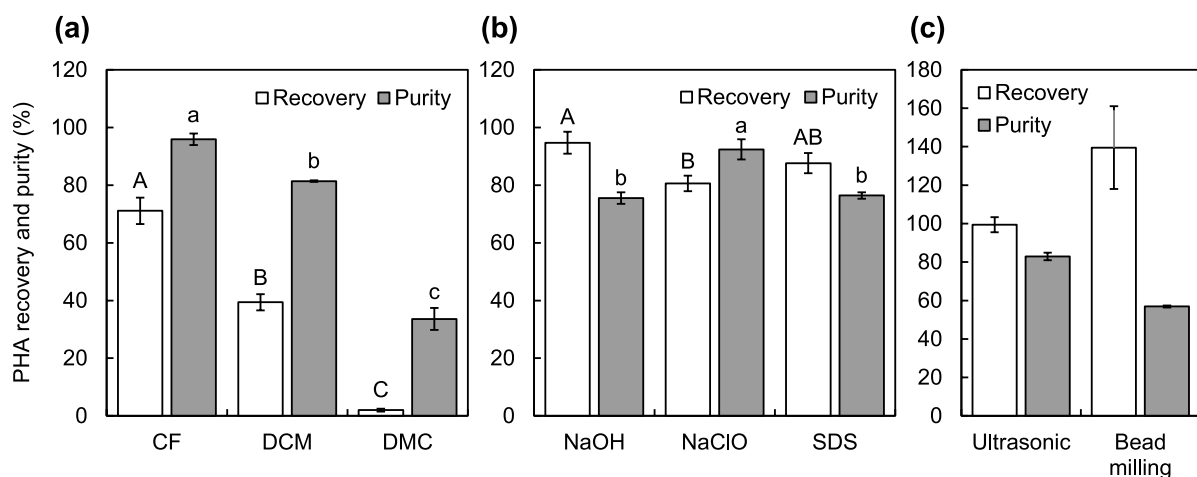 (a)
PHA recovery and purity (%)
120
100
80
60
40
20
0
Recovery Purity
A
a
B
b
C
c
CF DCM DMC
(b)
120
100
80
60
40
20
0
Recovery Purity
A
b
B
a
AB
b
NaOH NaClO SDS
(c)
180
160
140
120
100
80
60
40
20
0
Recovery
Purity
Ultrasonic Bead
milling